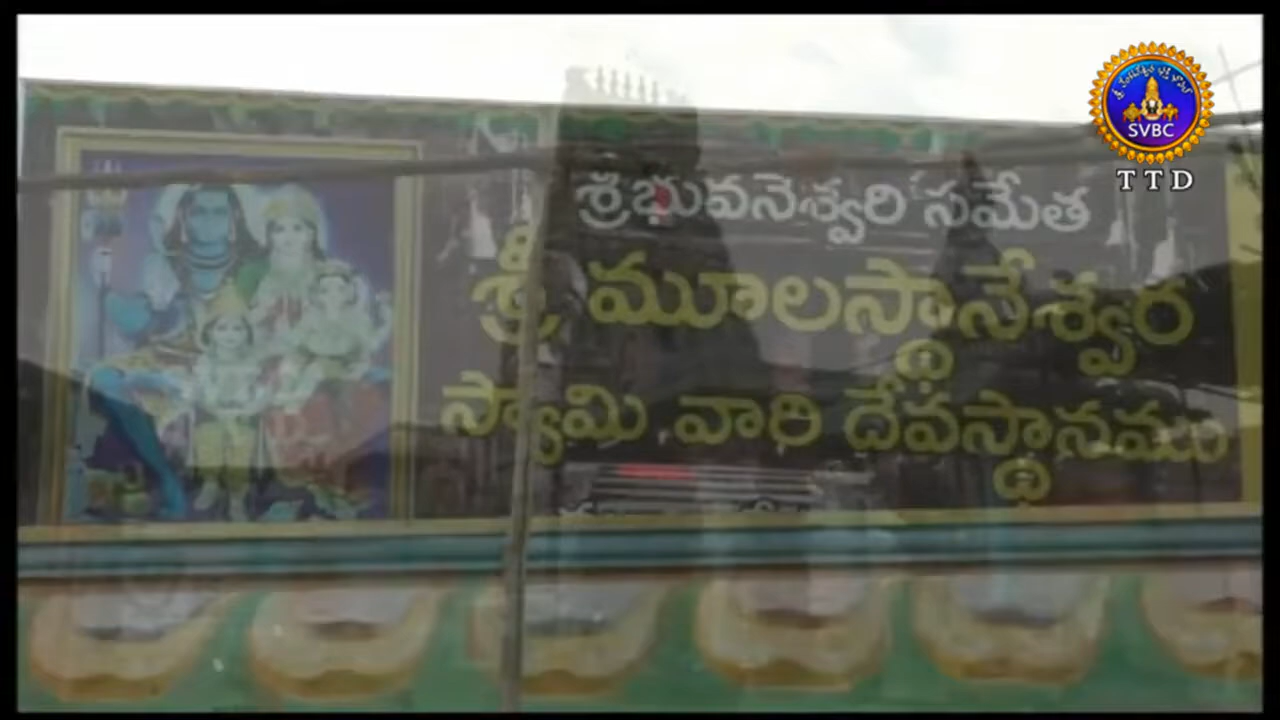 శ్రీ భువనేశ్వరి సమేత
శ్రీ మూలస్థానేశ్వర
స్వామి వారి దేవస్థానము
SVBC
TTD